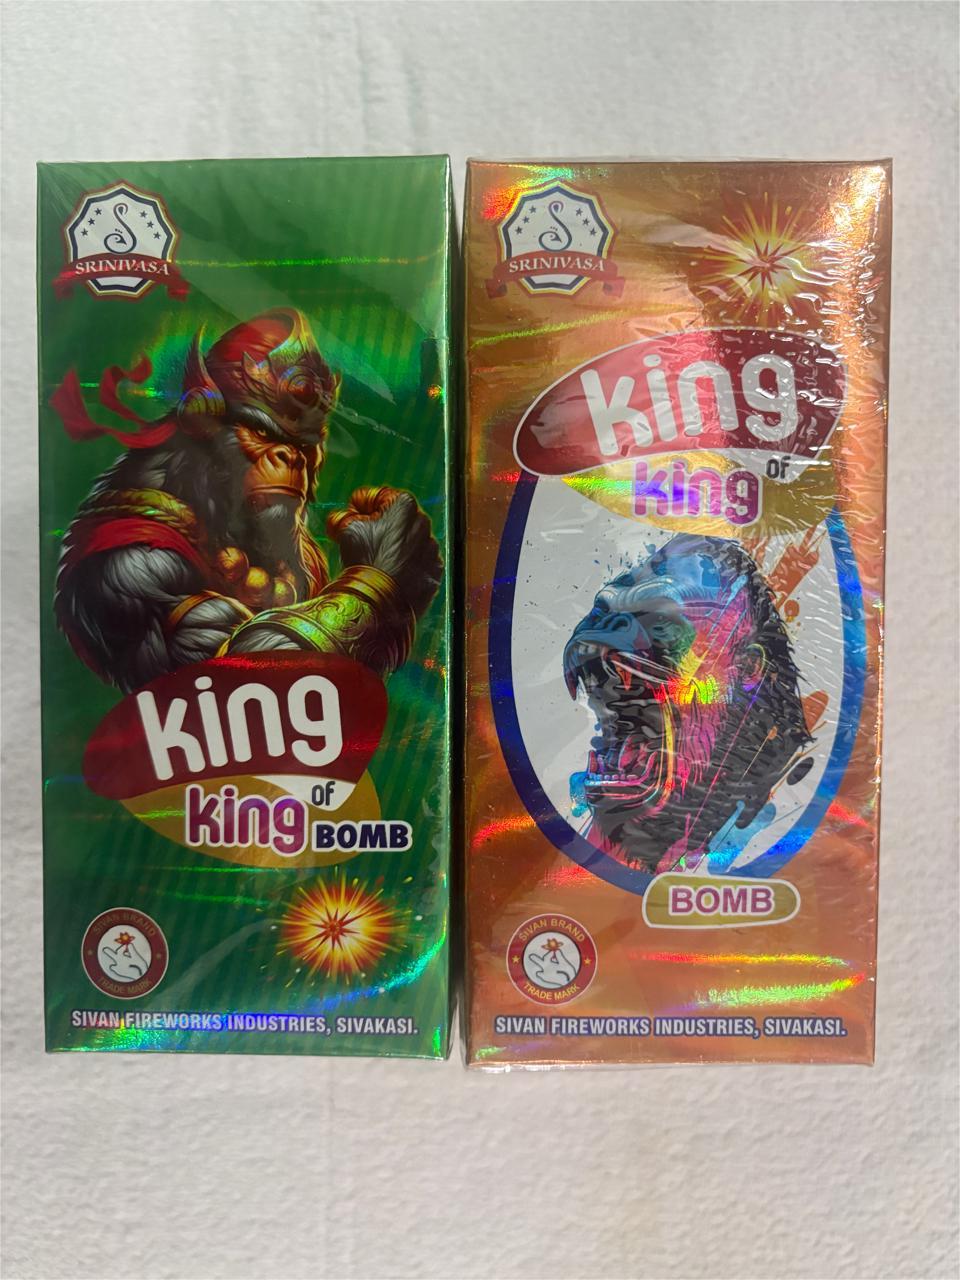 SRINIVASA
king
of
king BOMB
SIVAN BRAND
TRADE MARK
SIVAN FIREWORKS INDUSTRIES, SIVAKASI.
SRINIVASA
king
of
king
BOMB
SIVAN BRAND
TRADE MARK
SIVAN FIREWORKS INDUSTRIES, SIVAKASI.